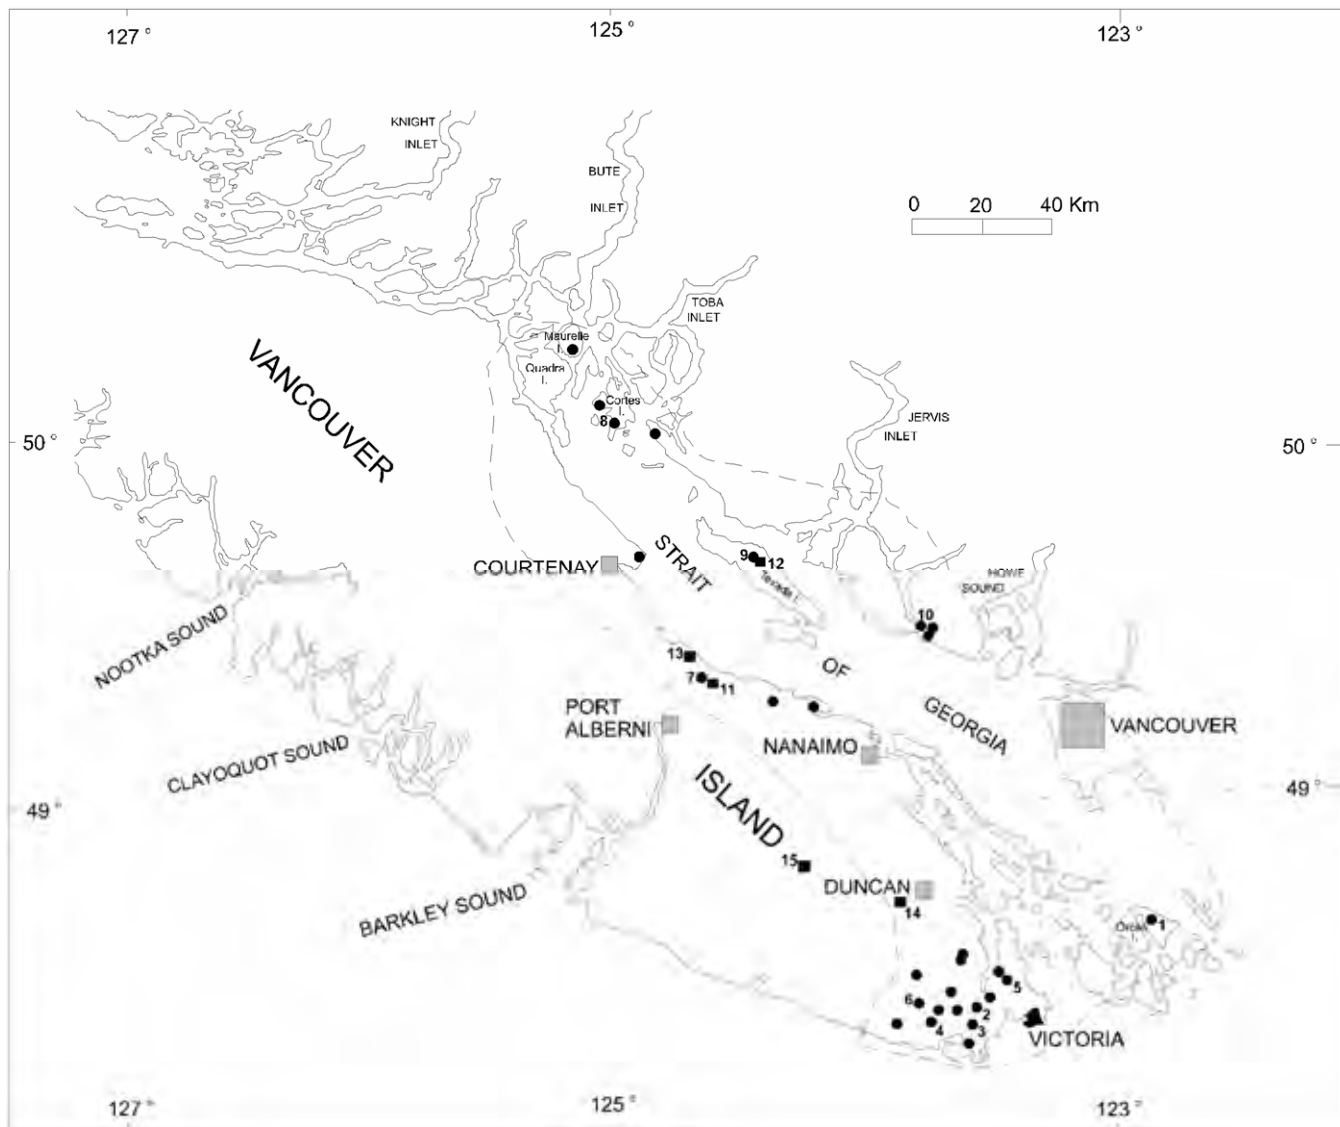 127 °
125 °
123 °
KNIGHT
INLET
BUTE
INLET
0 20 40 Km
TOBA
INLET
Maurelle
I.
VANCOUVER
Quadra
I.
Cortes
I.
8
JERVIS
INLET
50 °
50 °
STRAIT
9
12
COURTENAY
Texada I.
HOWE
SOUND
10
NOOTKA SOUND
13
OF
7
11
PORT
ALBERNI
GEORGIA
VANCOUVER
NANAIMO
CLAYOQUOT SOUND
ISLAND
49 °
49 °
15
DUNCAN
BARKLEY SOUND
14
1
5
6
2
4
3
VICTORIA
127 °
125 °
123 °